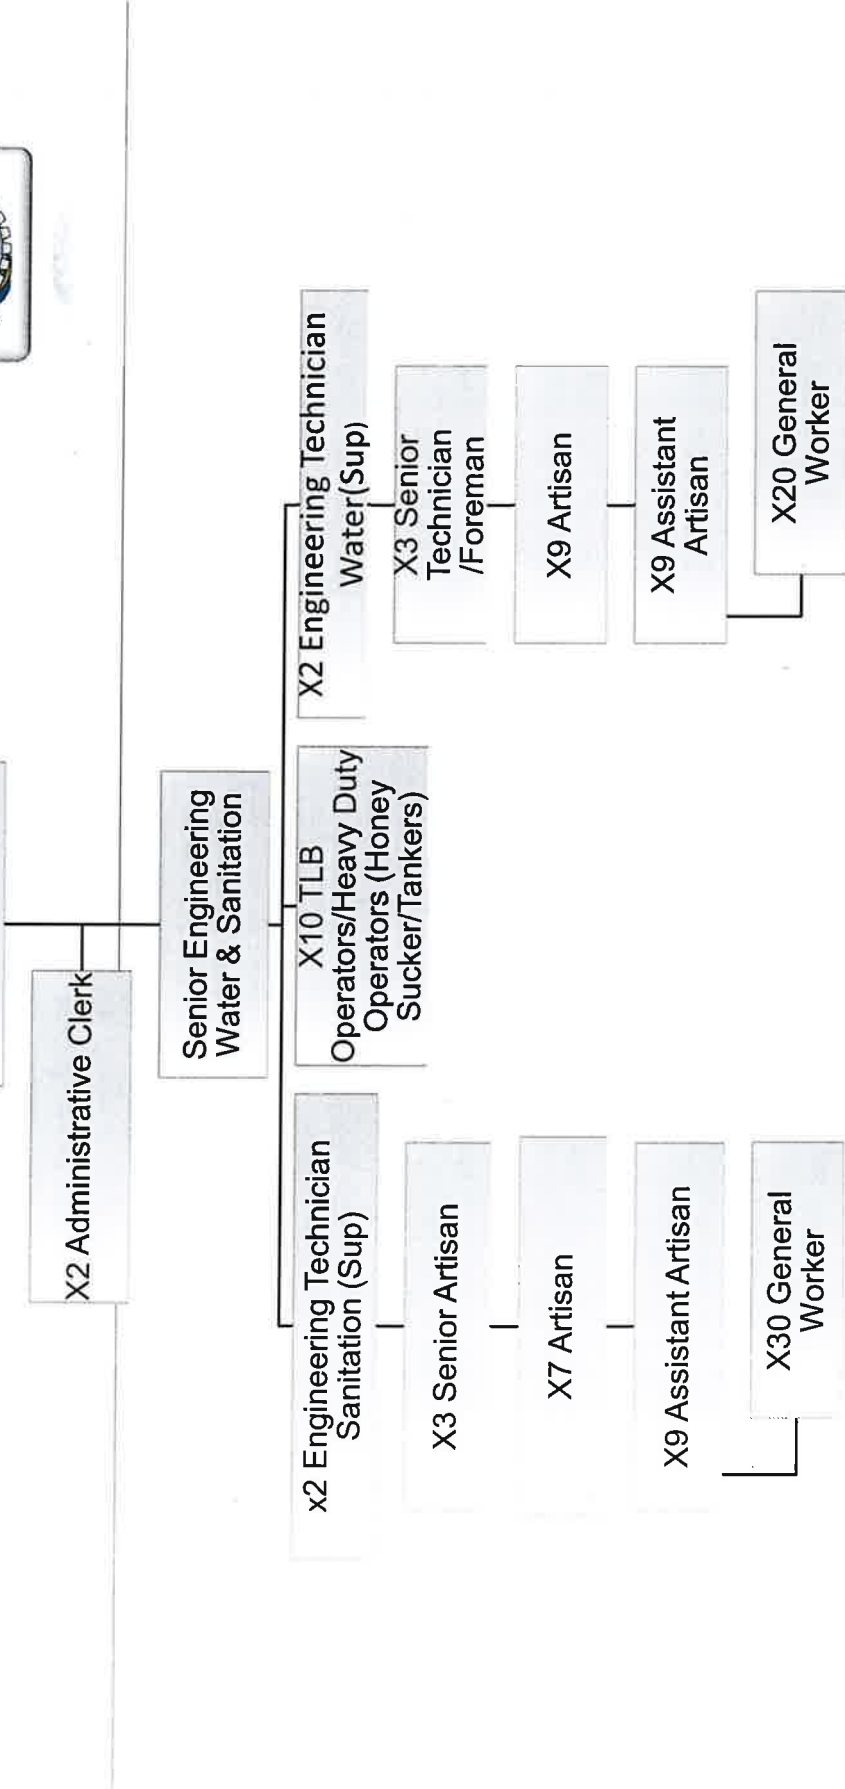 X2 Administrative Clerk
Senior Engineering
Water & Sanitation
x2 Engineering Technician
Sanitation (Sup)
X3 Senior Artisan
X7 Artisan
X9 Assistant Artisan
X30 General
Worker
X10 TLB
Operators/Heavy Duty
Operators (Honey
Sucker/Tankers)
X2 Engineering Technician
Water(Sup)
X3 Senior
Technician
/Foreman
X9 Artisan
X9 Assistant
Artisan
X20 General
Worker